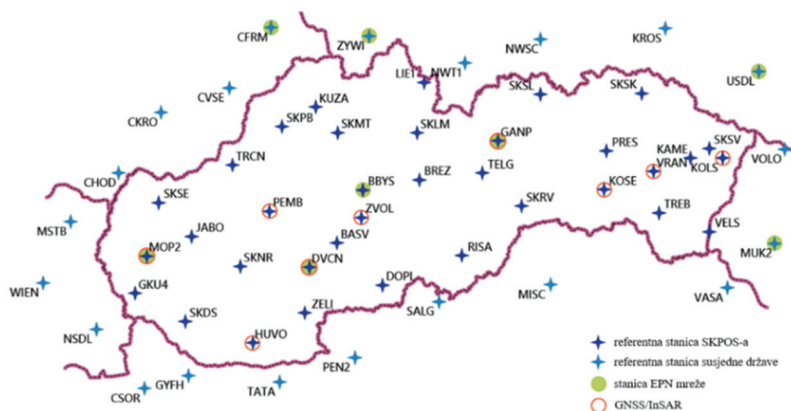 CFRM
ZYWI
KROS
NWSC
USDL
LIE1
NWT1
CVSE
SKSL
SKSK
KUZA
CKRO
SKPB
SKMT
SKLM
GANP
PRES
KAME
SKSV
VOLO
TRCN
VRAN
KOLS
CHOD
BBYS
BREZ
TELG
KOSE
SKSE
PEMB
ZVOL
SKRV
TREB
MSTB
JABO
VELS
MOP2
BASV
MUK2
SKNR
DVCN
RISA
WIEN
GKU4
DOPL
MISC
VASA
SALG
NSDL
SKDS
ZELI
HUVO
PEN2
CSOR
GYFH
TATA
referentna stanica SKPOS-a
referentna stanica susjedne države
stanica EPN mreže
GNSS/InSAR